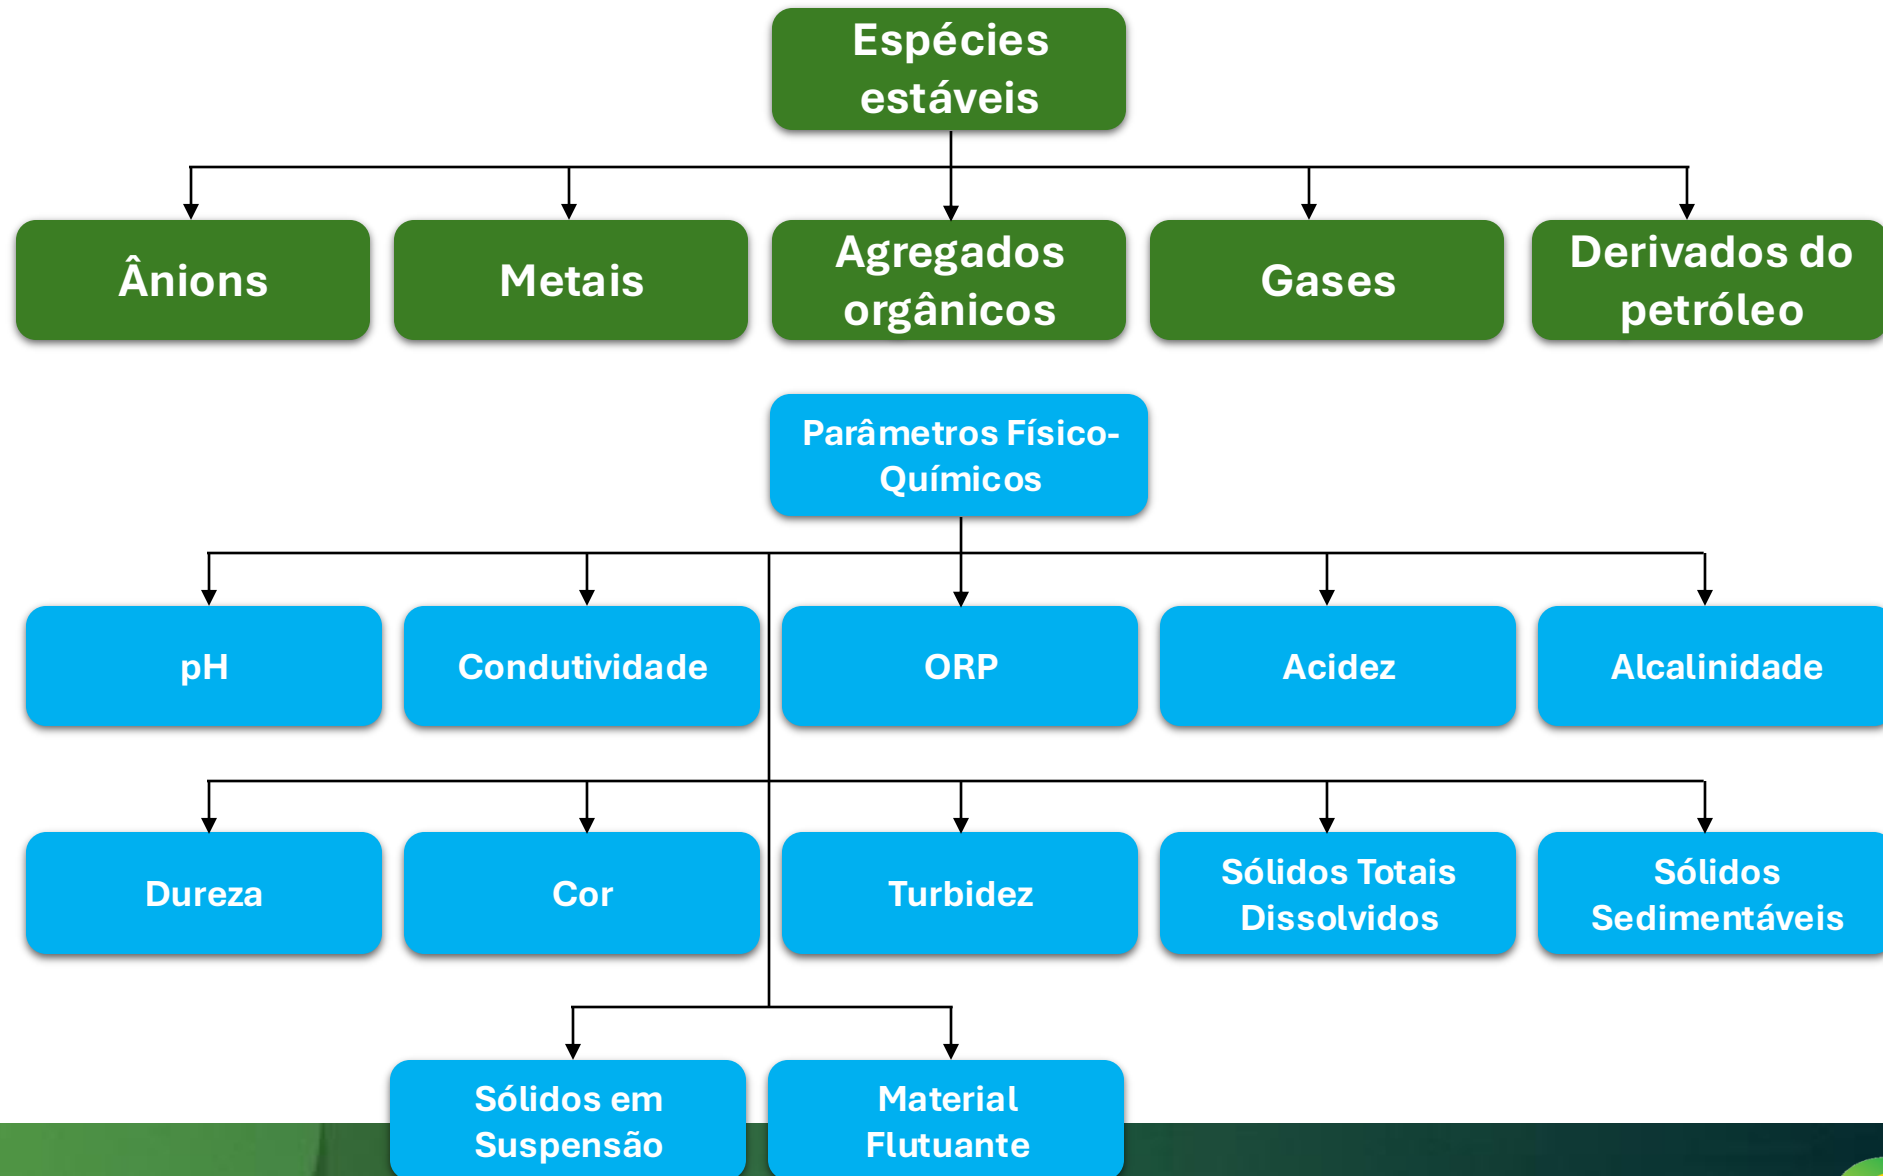 Espécies
estáveis
Ânions
Metais
Agregados
orgânicos
Gases
Derivados do
petróleo
Parâmetros Físico-
Químicos
pH
Condutividade
ORP
Acidez
Alcalinidade
Dureza
Cor
Turbidez
Sólidos Totais
Dissolvidos
Sólidos
Sedimentáveis
Sólidos em
Suspensão
Material
Flutuante